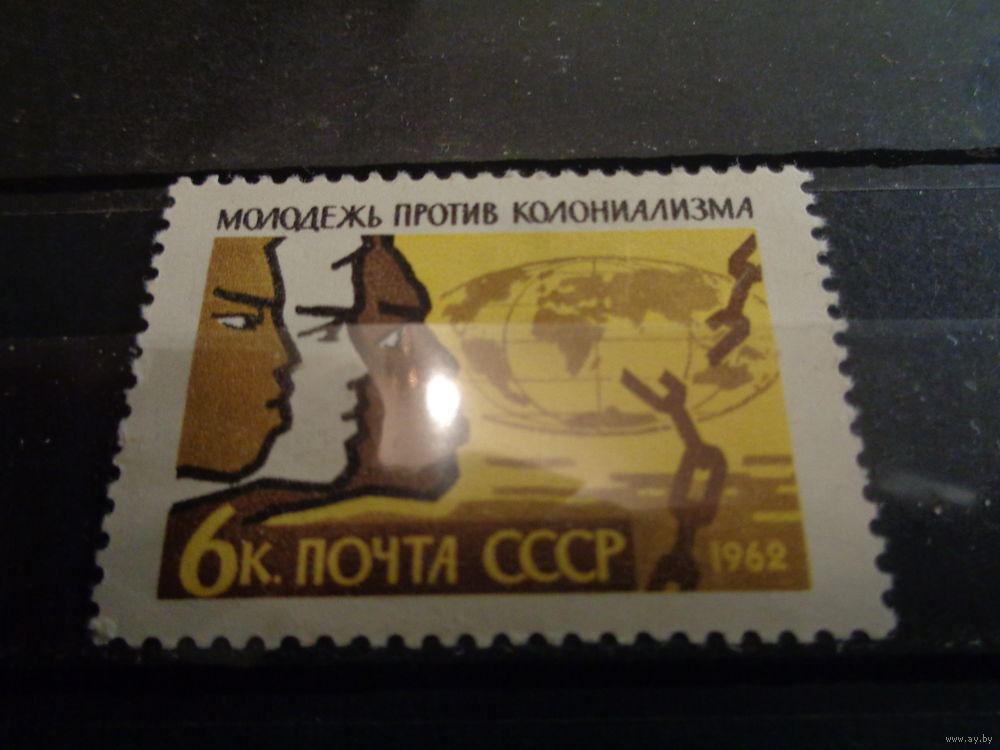 МОЛОДЕЖЬ ПРОТИВ КОЛОНИАЛИЗМА
6К. ПОЧТА СССР 1962
www.ay.by